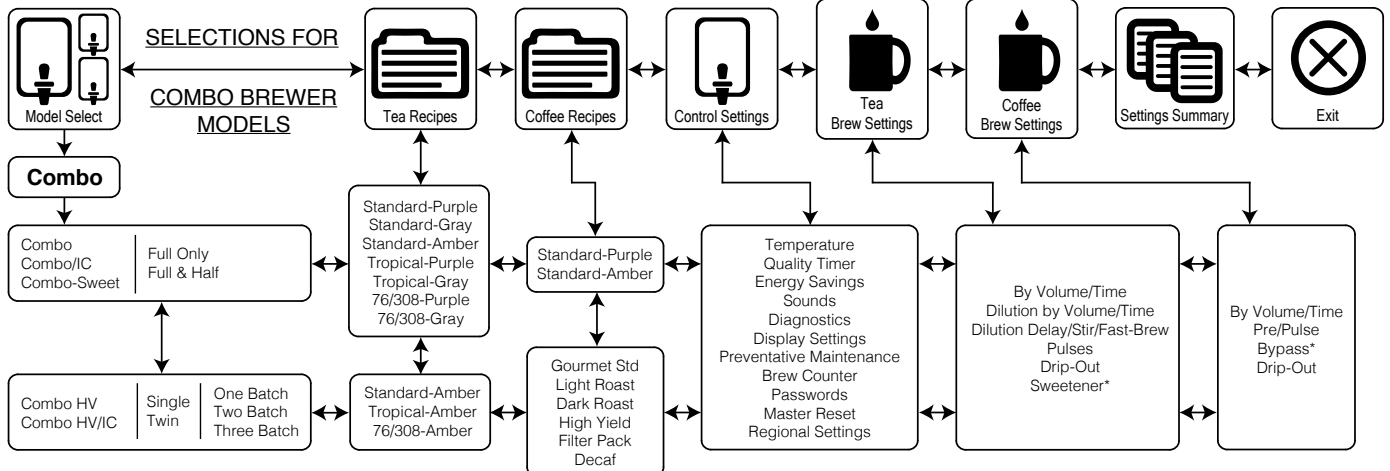 SELECTIONS FOR
COMBO BREWER
MODELS
Model Select
Tea Recipes
Coffee Recipes
Control Settings
Tea
Brew Settings
Coffee
Brew Settings
Settings Summary
Exit
Combo
Combo
Combo/IC
Combo-Sweet
Full Only
Full & Half
Standard-Purple
Standard-Gray
Standard-Amber
Tropical-Purple
Tropical-Gray
76/308-Purple
76/308-Gray
Standard-Purple
Standard-Amber
Temperature
Quality Timer
Energy Savings
Sounds
Diagnostics
Display Settings
Preventative Maintenance
Brew Counter
Passwords
Master Reset
Regional Settings
By Volume/Time
Dilution by Volume/Time
Dilution Delay/Stir/Fast-Brew
Pulses
Drip-Out
Sweetener*
By Volume/Time
Pre/Pulse
Bypass*
Drip-Out
Combo HV
Combo HV/IC
Single
Twin
One Batch
Two Batch
Three Batch
Standard-Amber
Tropical-Amber
76/308-Amber
Gourmet Std
Light Roast
Dark Roast
High Yield
Filter Pack
Decaf